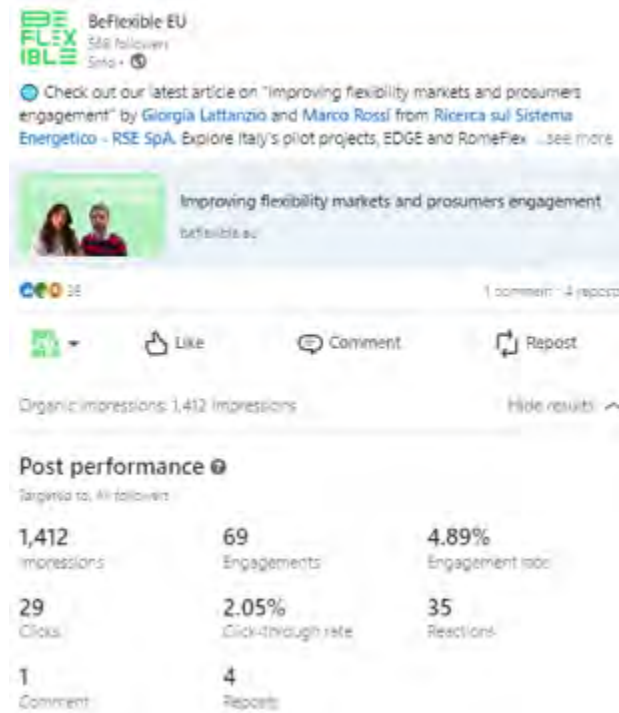 BE
FLEX
IBLE
BeFlexible EU
568 followers
5mo •
Check out our latest article on "Improving flexibility markets and prosumers
engagement" by Giorgia Lattanzio and Marco Rossi from Ricerca sul Sistema
Energetico - RSE SpA. Explore Italy's pilot projects, EDGE and RomeFlex ...see more
Improving flexibility markets and prosumers engagement
beflexible.eu
1 comment · 4 reposts
Like
Comment
Repost
Organic impressions: 1,412 Impressions
Hide results
Post performance
Targeted to: All followers
1,412
Impressions
69
Engagements
4.89%
Engagement rate
29
Clicks
2.05%
Click-through rate
35
Reactions
1
Comment
4
Reposts